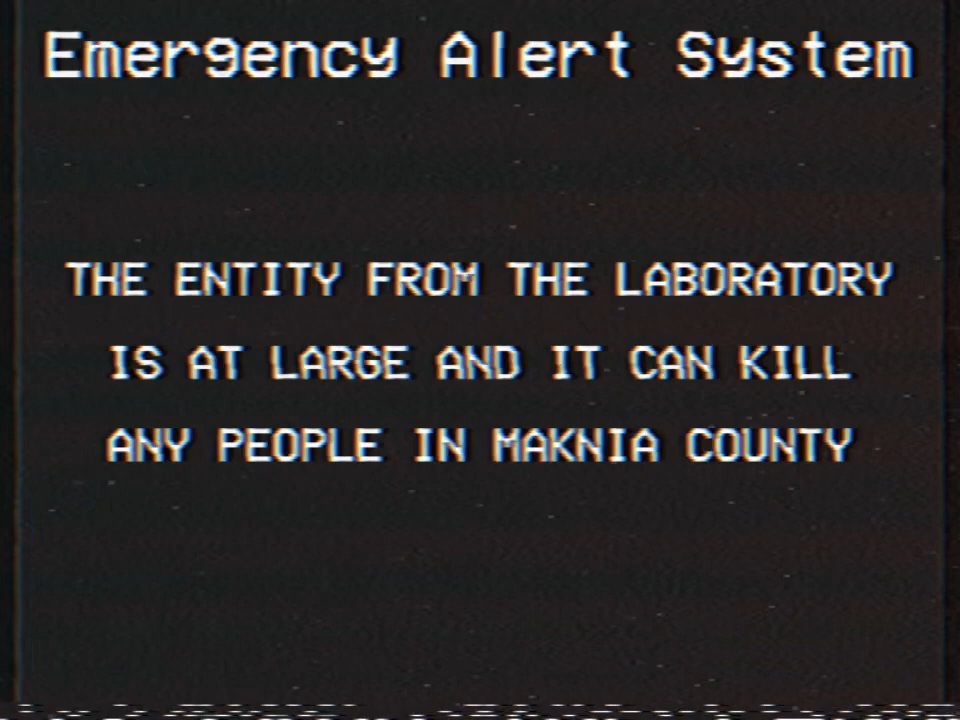 Emergency Alert System
THE ENTITY FROM THE LABORATORY
IS AT LARGE AND IT CAN KILL
ANY PEOPLE IN MAKNIA COUNTY